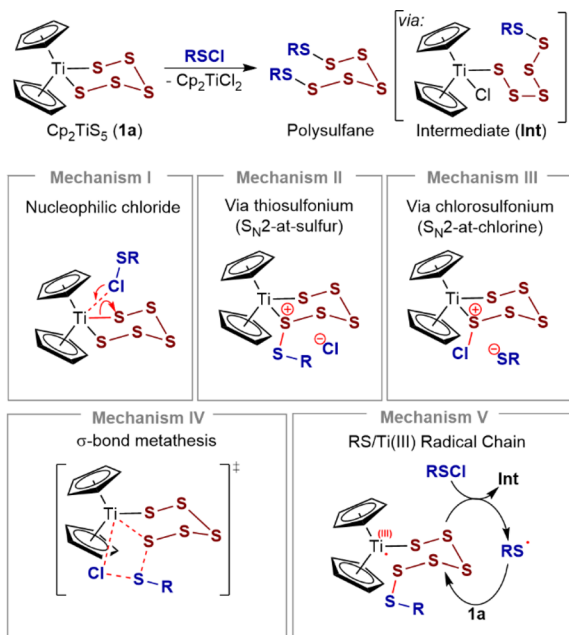 RSCl
- Cp2TiCl2
Ti S S S S S
Cp2TiS5 (1a)
RS S S S S RS S
Polysulfane
via:
RS S Ti S S Cl S S
Intermediate (Int)
Mechanism I
Nucleophilic chloride
SR Cl
Ti S S S S S
Mechanism II
Via thiosulfonium
(SN2-at-sulfur)
Ti S S S S S
⊕ S R ⊖ Cl
Mechanism III
Via chlorosulfonium
(SN2-at-chlorine)
Ti S S S S S
⊕ Cl ⊖ SR
Mechanism IV
σ-bond metathesis
‡
Ti S S S S S
Cl S R
Mechanism V
RS/Ti(III) Radical Chain
RSCl
Int
(III)
Ti S S S S S
S R
RS•
1a